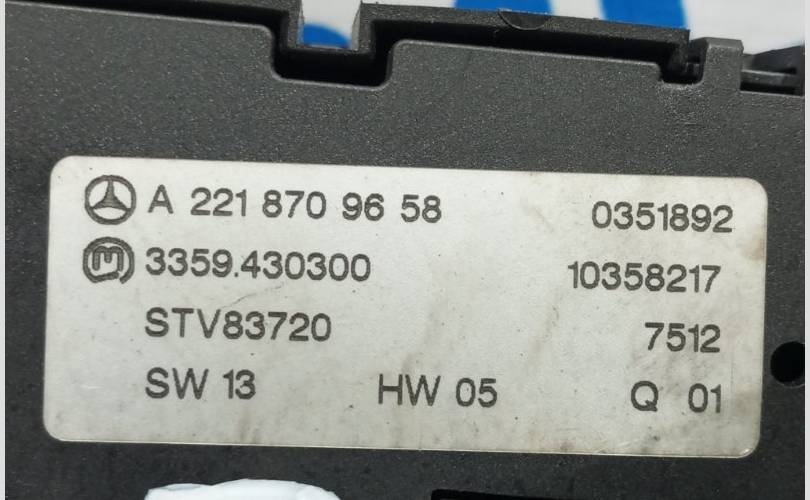 A 221 870 96 58 0351892
3359.430300 10358217
STV83720 7512
SW 13 HW 05 Q 01